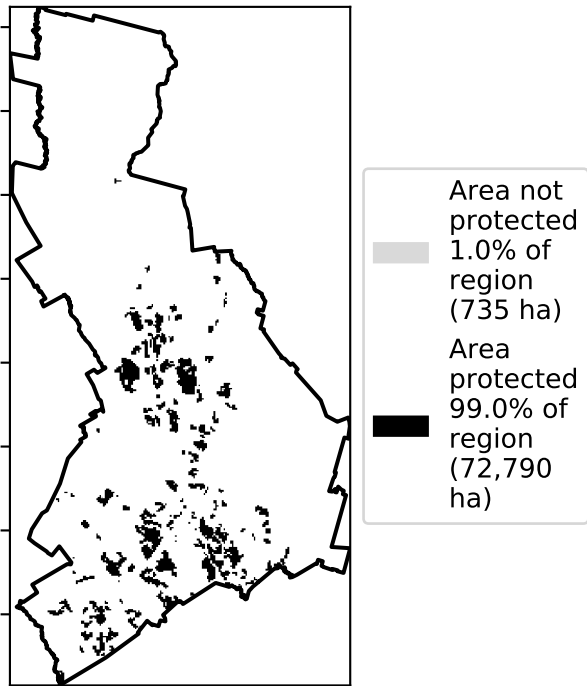 Area not
protected
1.0% of
region
(735 ha)
Area
protected
99.0% of
region
(72,790
ha)